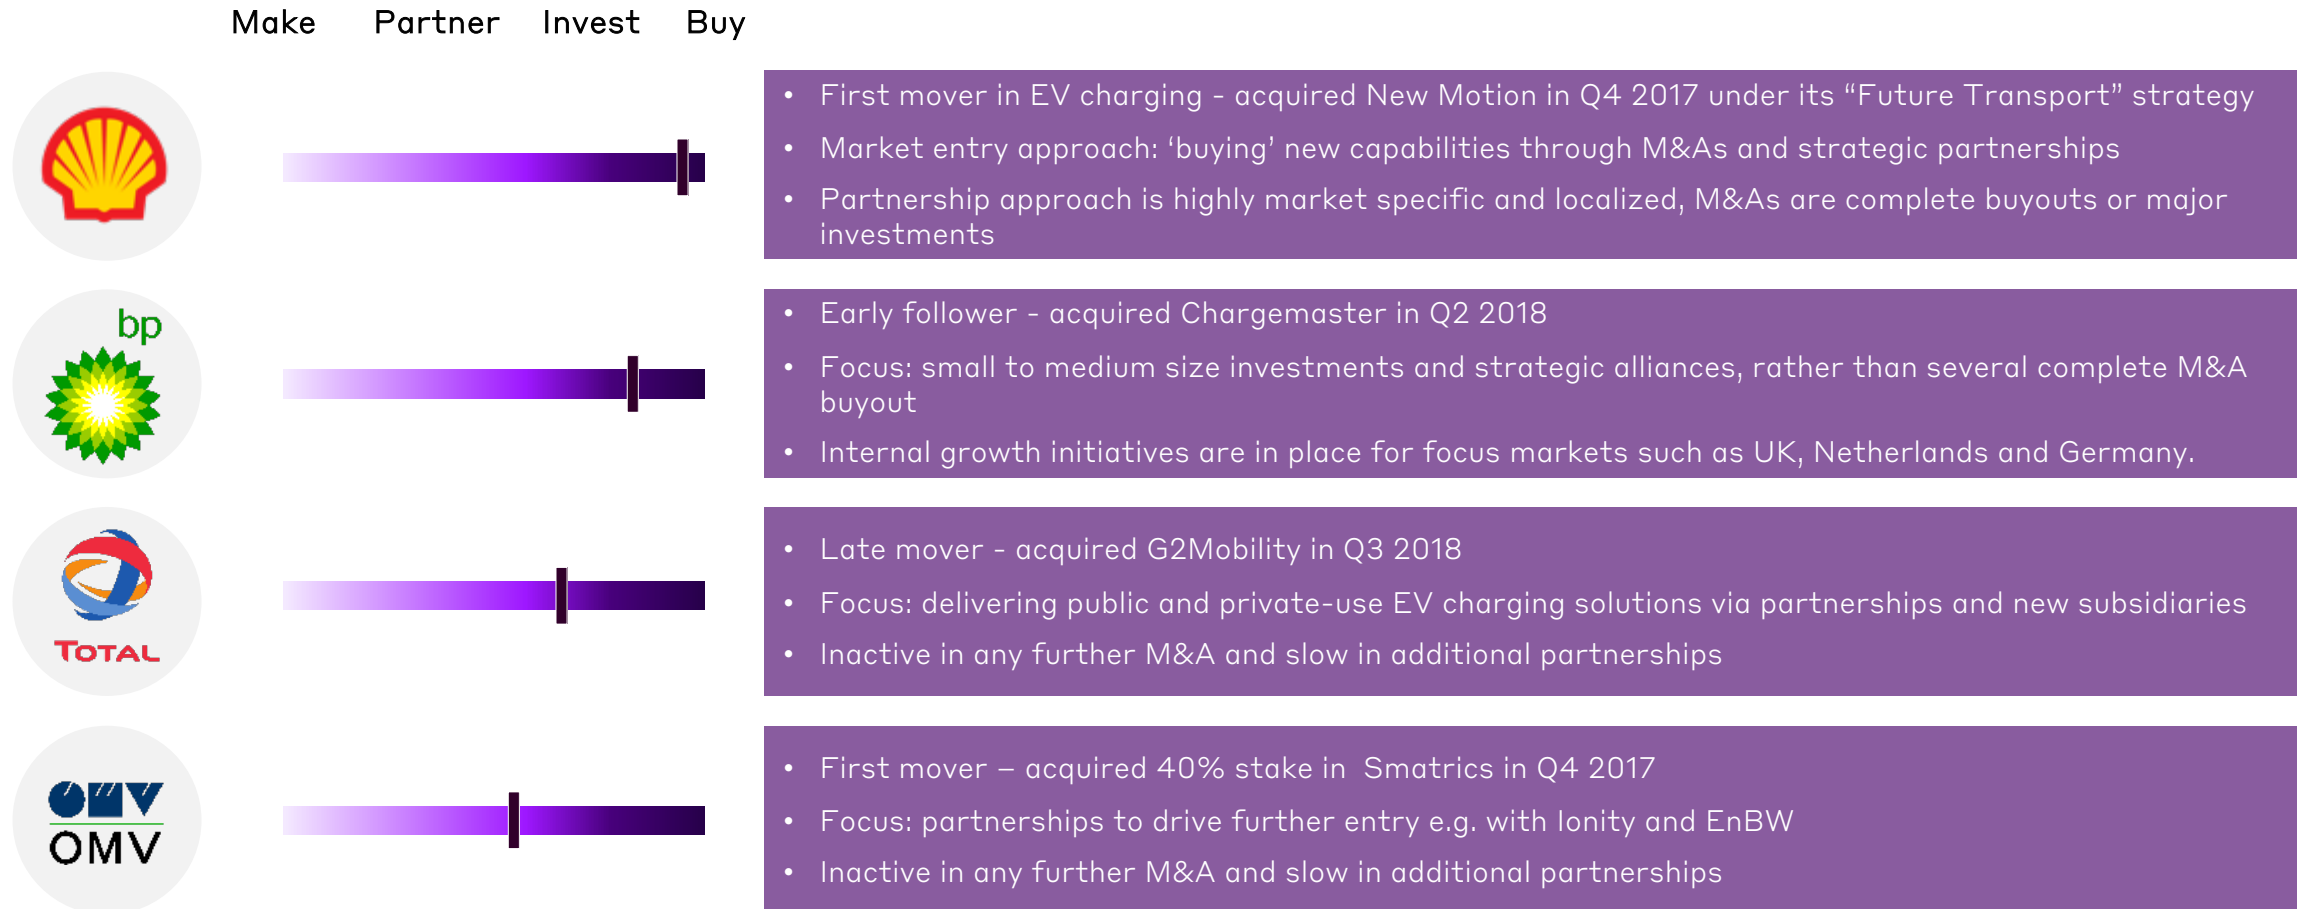 Make Partner Invest Buy
• First mover in EV charging - acquired New Motion in Q4 2017 under its “Future Transport” strategy
• Market entry approach: ‘buying’ new capabilities through M&As and strategic partnerships
• Partnership approach is highly market specific and localized, M&As are complete buyouts or major
investments
bp
• Early follower - acquired Chargemaster in Q2 2018
• Focus: small to medium size investments and strategic alliances, rather than several complete M&A
buyout
• Internal growth initiatives are in place for focus markets such as UK, Netherlands and Germany.
TOTAL
• Late mover - acquired G2Mobility in Q3 2018
• Focus: delivering public and private-use EV charging solutions via partnerships and new subsidiaries
• Inactive in any further M&A and slow in additional partnerships
OMV
OMV
• First mover – acquired 40% stake in  Smatrics in Q4 2017
• Focus: partnerships to drive further entry e.g. with Ionity and EnBW
• Inactive in any further M&A and slow in additional partnerships